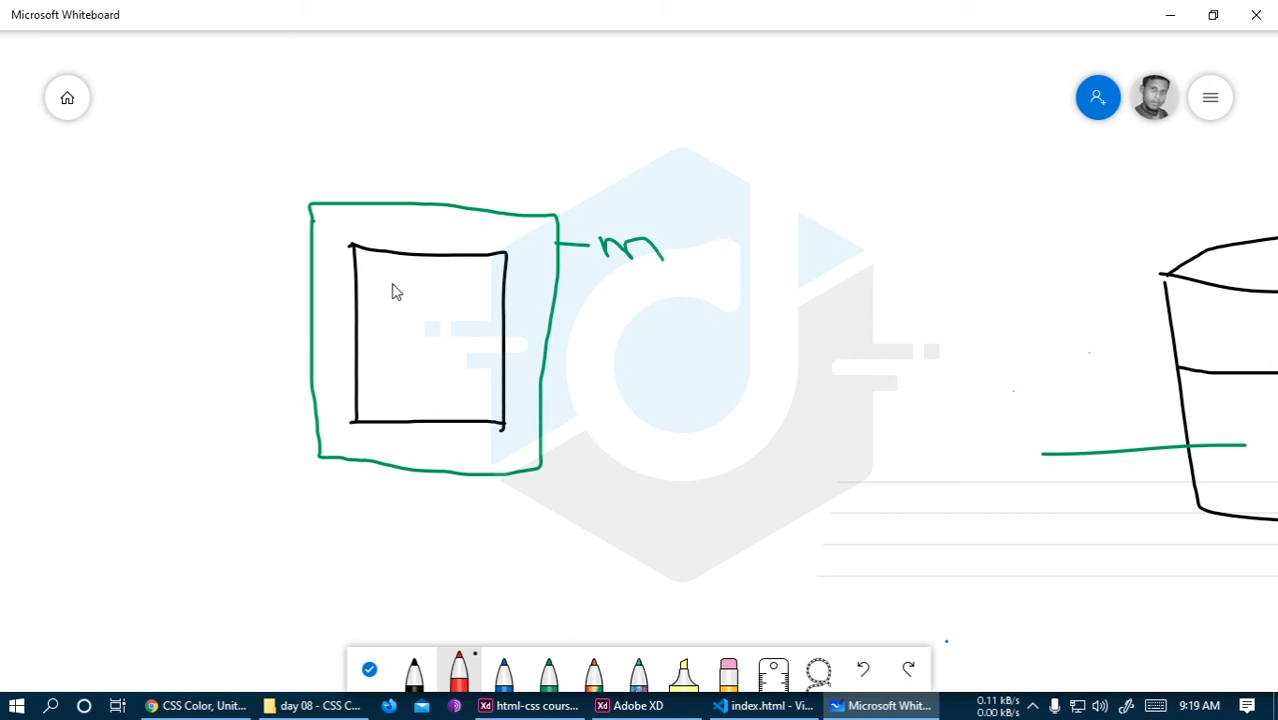 Microsoft Whiteboard
m
0.11 kB/s
0.00 kB/s
CSS Color, Unit...
day 08 - CSS C...
html-css cours...
Adobe XD
index.html - Vi...
Microsoft Whit...
9:19 AM